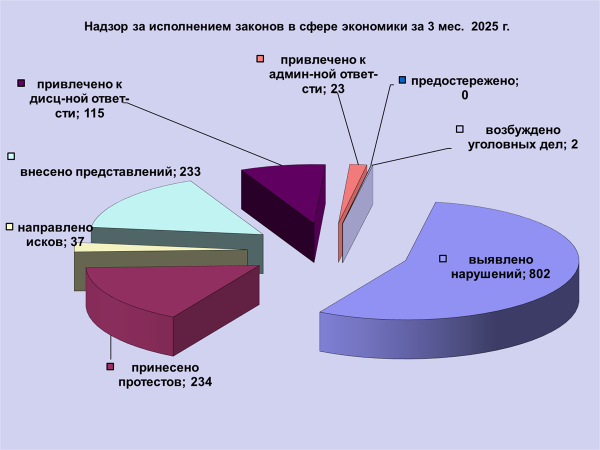 Надзор за исполнением законов в сфере экономики за 3 мес.  2025 г.
привлечено к
админ-ной ответ-
сти; 23
предостережено;
0
привлечено к
дисц-ной ответ-
сти; 115
возбуждено
уголовных дел; 2
внесено представлений; 233
направлено
исков; 37
выявлено
нарушений; 802
принесено
протестов; 234